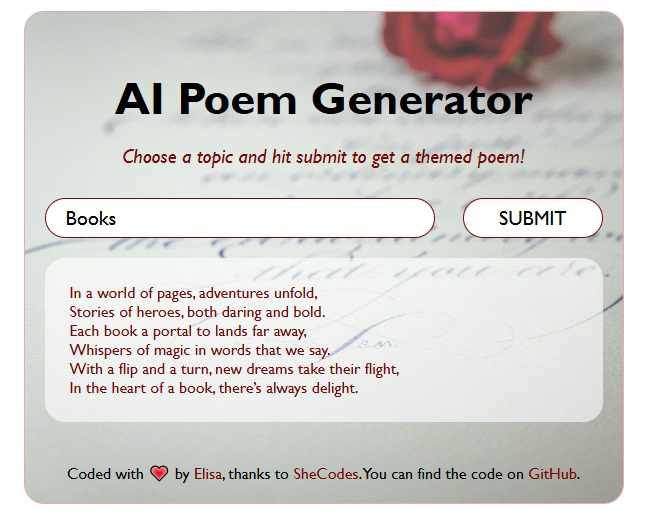 AI Poem Generator
Choose a topic and hit submit to get a themed poem!
Books
SUBMIT
In a world of pages, adventures unfold,
Stories of heroes, both daring and bold.
Each book a portal to lands far away,
Whispers of magic in words that we say.
With a flip and a turn, new dreams take their flight,
In the heart of a book, there's always delight.
Coded with ❤️ by Elisa, thanks to SheCodes. You can find the code on GitHub.